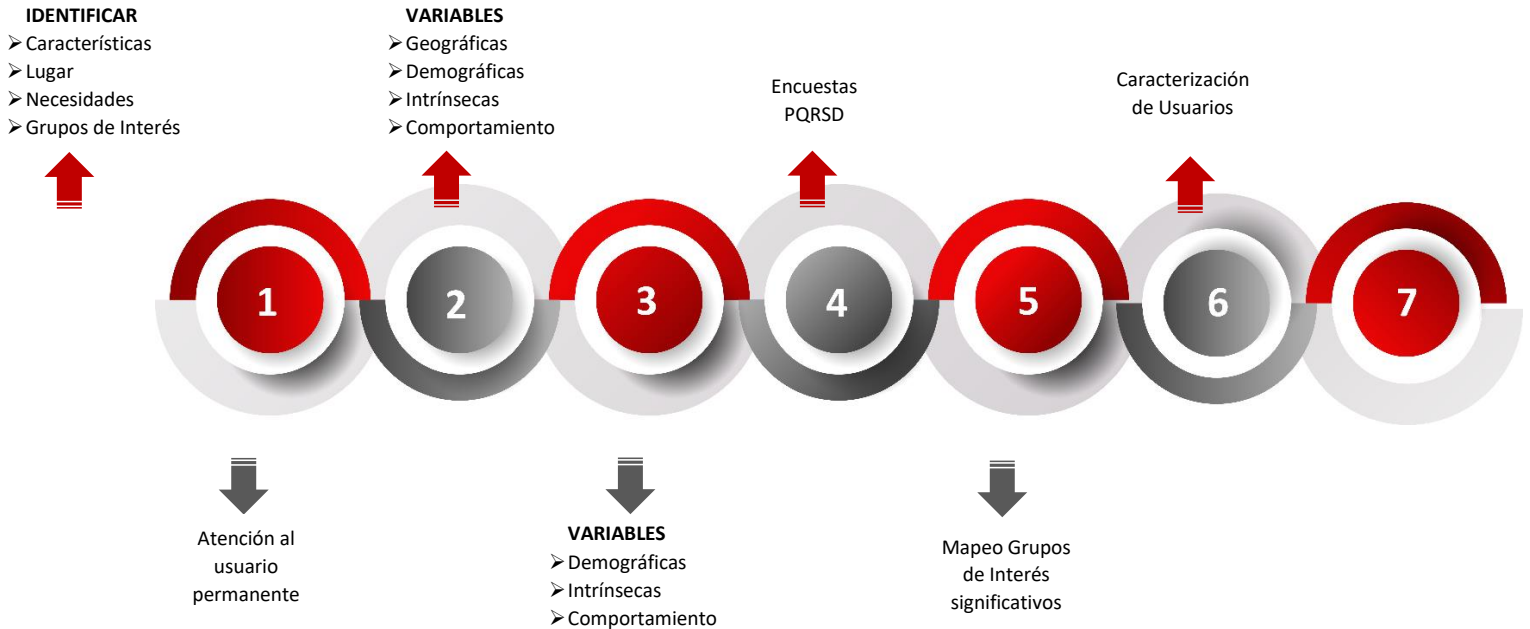 IDENTIFICAR
➢ Características
➢ Lugar
➢ Necesidades
➢ Grupos de Interés
VARIABLES
➢ Geográficas
➢ Demográficas
➢ Intrínsecas
➢ Comportamiento
Encuestas
PQRSD
Caracterización
de Usuarios
1
2
3
4
5
6
7
Atención al
usuario
permanente
VARIABLES
➢ Demográficas
➢ Intrínsecas
➢ Comportamiento
Mapeo Grupos
de Interés
significativos